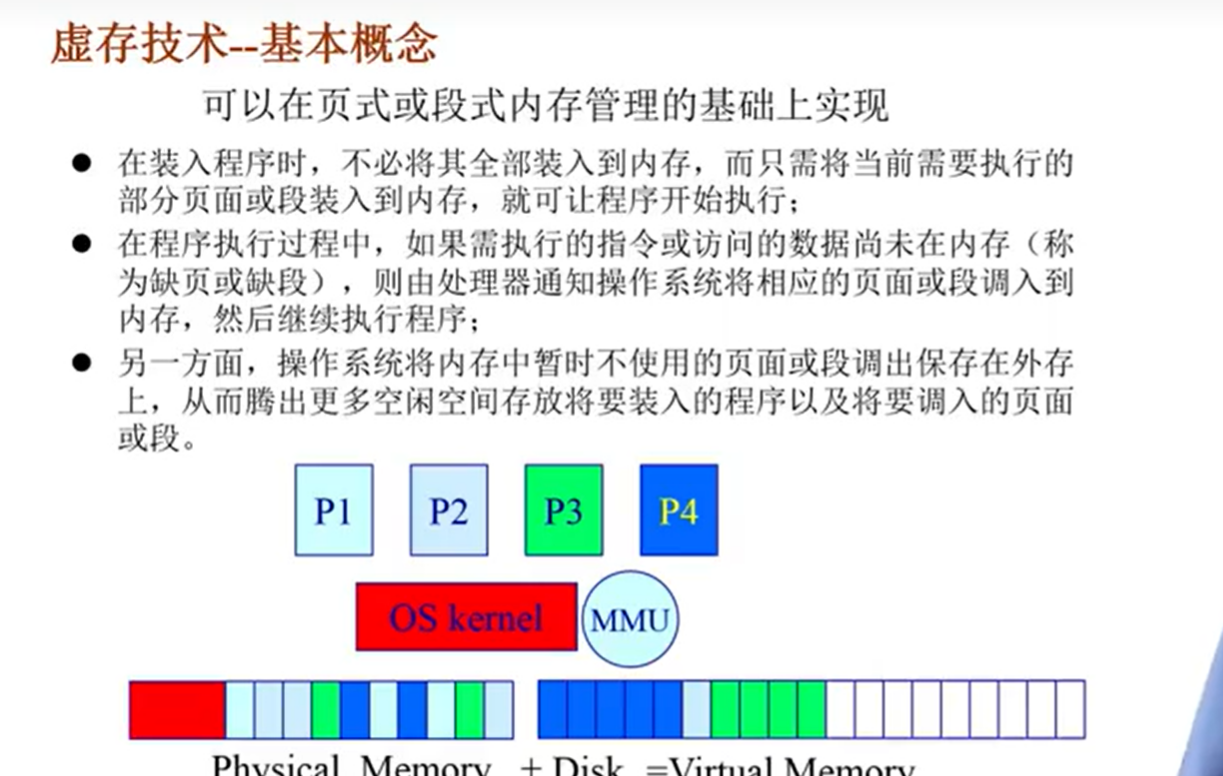 虚存技术--基本概念
可以在页式或段式内存管理的基础上实现
● 在装入程序时，不必将其全部装入到内存，而只需将当前需要执行的
部分页面或段装入到内存，就可让程序开始执行；
● 在程序执行过程中，如果需执行的指令或访问的数据尚未在内存（称
为缺页或缺段），则由处理器通知操作系统将相应的页面或段调入到
内存，然后继续执行程序；
● 另一方面，操作系统将内存中暂时不使用的页面或段调出保存在外存
上，从而腾出更多空闲空间存放将要装入的程序以及将要调入的页面
或段。
P1 P2 P3 P4
OS kernel MMU
Physical Memory + Disk =Virtual Memory